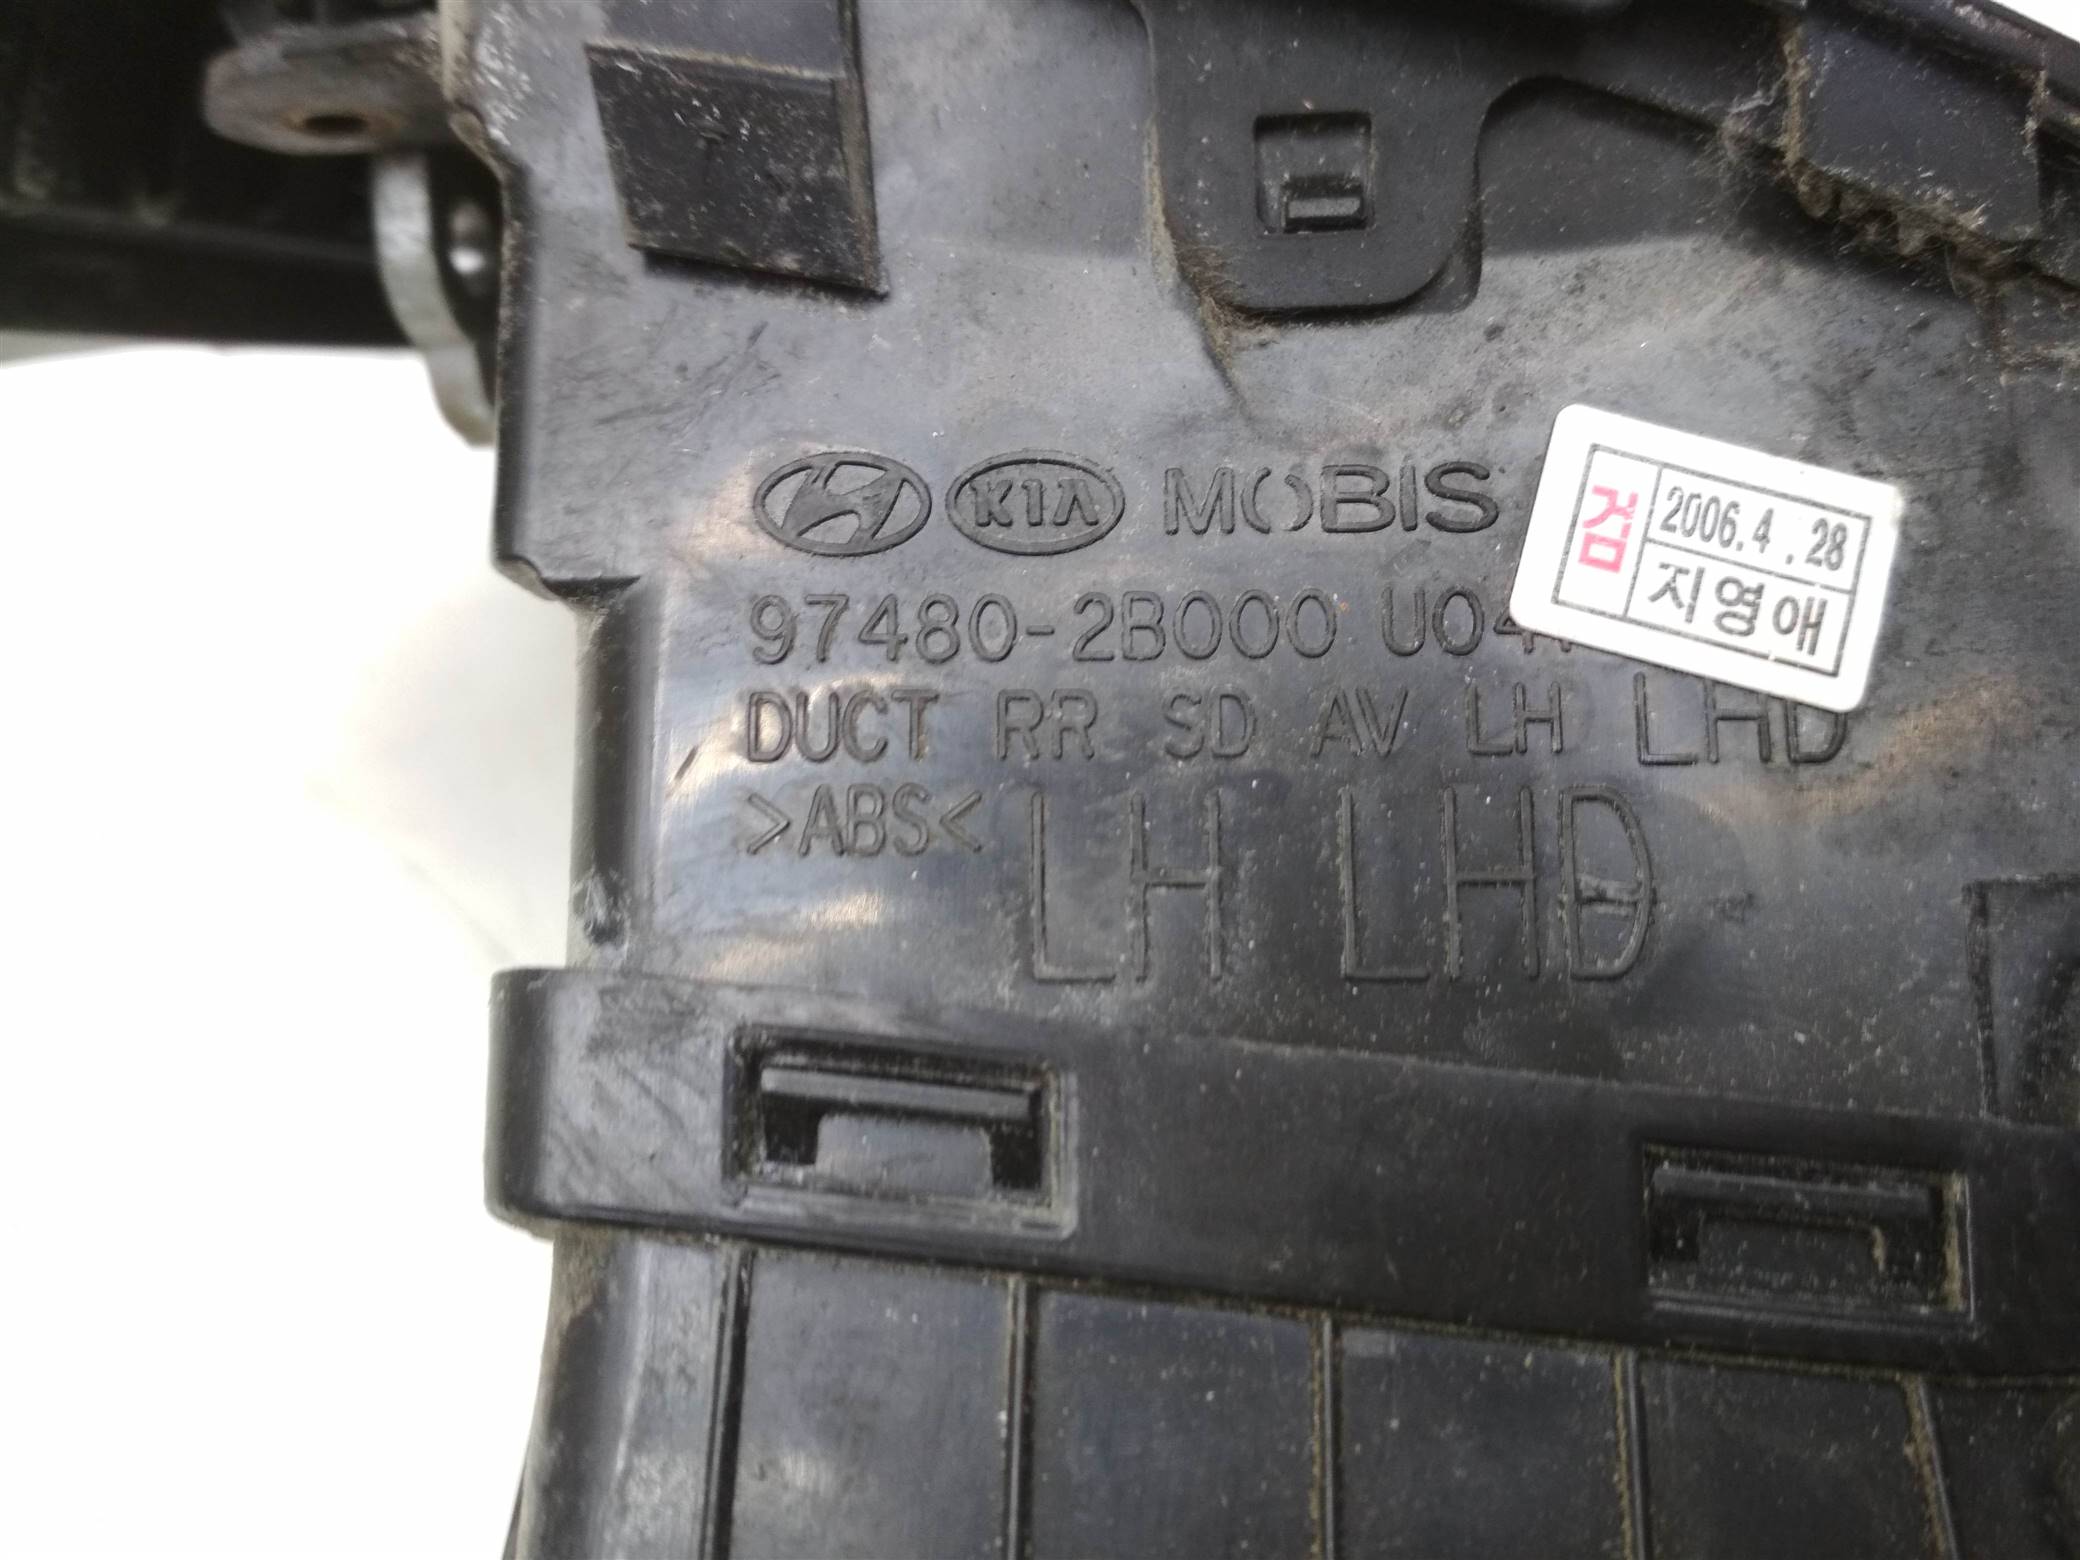 KIA MOBIS
97480-2B000
DUCT RR SD AV LH LHD
>ABS<
LH LHD
검
2006.4.28
지영애